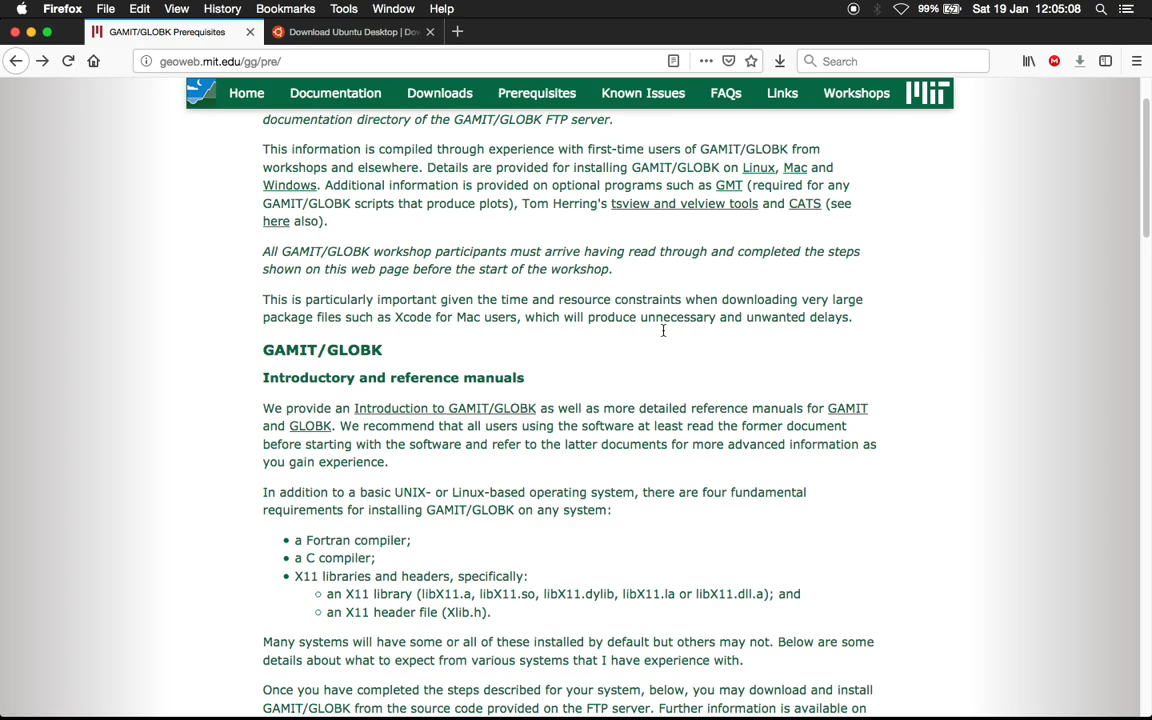 Firefox File Edit View History Bookmarks Tools Window Help 99% Sat 19 Jan 12:05:08
GAMIT/GLOBK Prerequisites Download Ubuntu Desktop | Dow
geoweb.mit.edu/gg/pre/ Search
Home Documentation Downloads Prerequisites Known Issues FAQs Links Workshops
documentation directory of the GAMIT/GLOBK FTP server.
This information is compiled through experience with first-time users of GAMIT/GLOBK from
workshops and elsewhere. Details are provided for installing GAMIT/GLOBK on Linux, Mac and
Windows. Additional information is provided on optional programs such as GMT (required for any
GAMIT/GLOBK scripts that produce plots), Tom Herring's tsview and velview tools and CATS (see
here also).
All GAMIT/GLOBK workshop participants must arrive having read through and completed the steps
shown on this web page before the start of the workshop.
This is particularly important given the time and resource constraints when downloading very large
package files such as Xcode for Mac users, which will produce unnecessary and unwanted delays.
GAMIT/GLOBK
Introductory and reference manuals
We provide an Introduction to GAMIT/GLOBK as well as more detailed reference manuals for GAMIT
and GLOBK. We recommend that all users using the software at least read the former document
before starting with the software and refer to the latter documents for more advanced information as
you gain experience.
In addition to a basic UNIX- or Linux-based operating system, there are four fundamental
requirements for installing GAMIT/GLOBK on any system:
• a Fortran compiler;
• a C compiler;
• X11 libraries and headers, specifically:
○ an X11 library (libX11.a, libX11.so, libX11.dylib, libX11.la or libX11.dll.a); and
○ an X11 header file (Xlib.h).
Many systems will have some or all of these installed by default but others may not. Below are some
details about what to expect from various systems that I have experience with.
Once you have completed the steps described for your system, below, you may download and install
GAMIT/GLOBK from the source code provided on the FTP server. Further information is available on